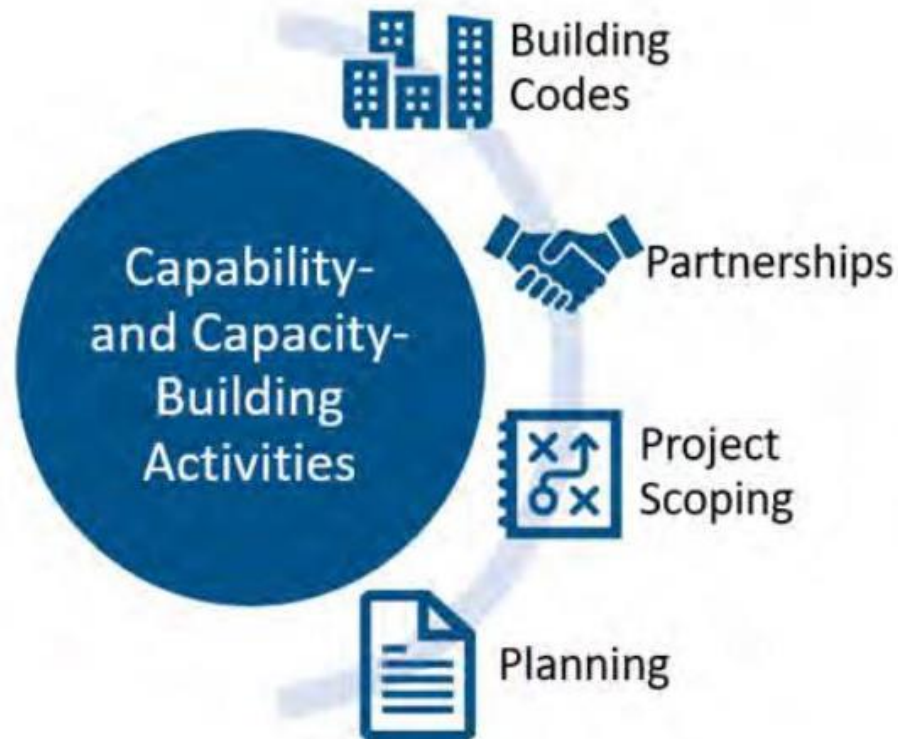 Building
Codes
Capability-
and Capacity-
Building
Activities
Partnerships
Project
Scoping
Planning